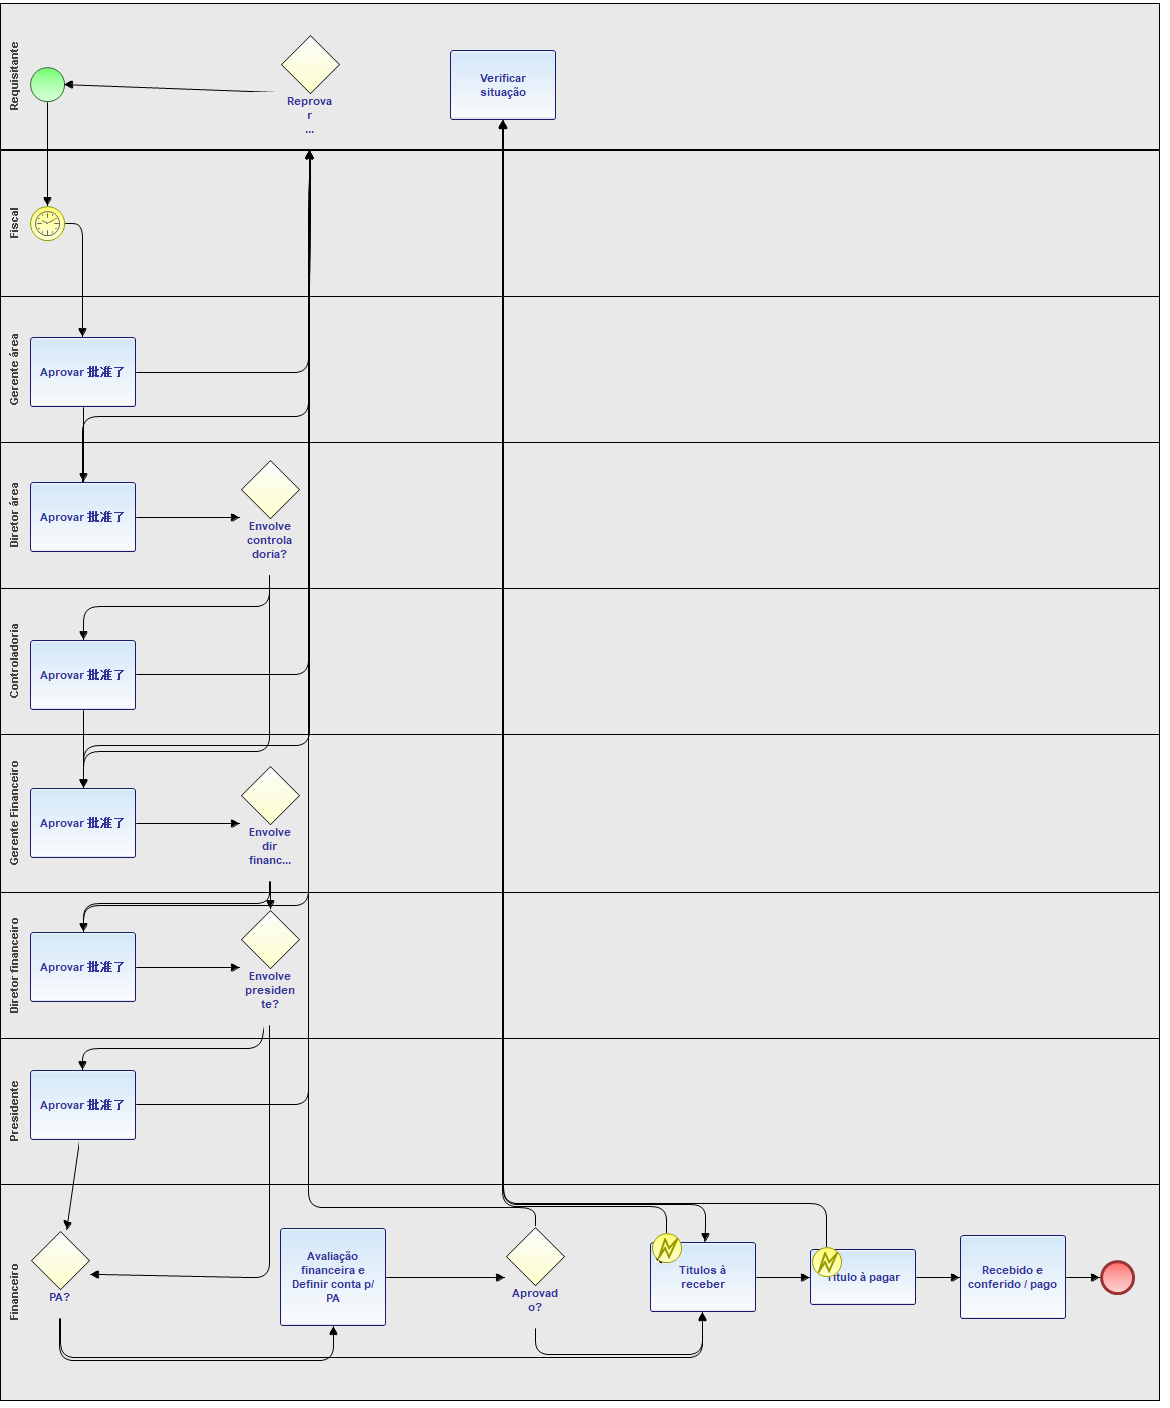 Requisitante
Reprova
r
...
Verificar
situação
Fiscal
Gerente área
Aprovar 批准了
Diretor área
Aprovar 批准了
Envolve
controla
doria?
Controladoria
Aprovar 批准了
Gerente Financeiro
Aprovar 批准了
Envolve
dir
financ...
Diretor financeiro
Aprovar 批准了
Envolve
presiden
te?
Presidente
Aprovar 批准了
Financeiro
PA?
Avaliação
financeira e
Definir conta p/
PA
Aprovad
o?
Titulos à
receber
Titulo à pagar
Recebido e
conferido / pago